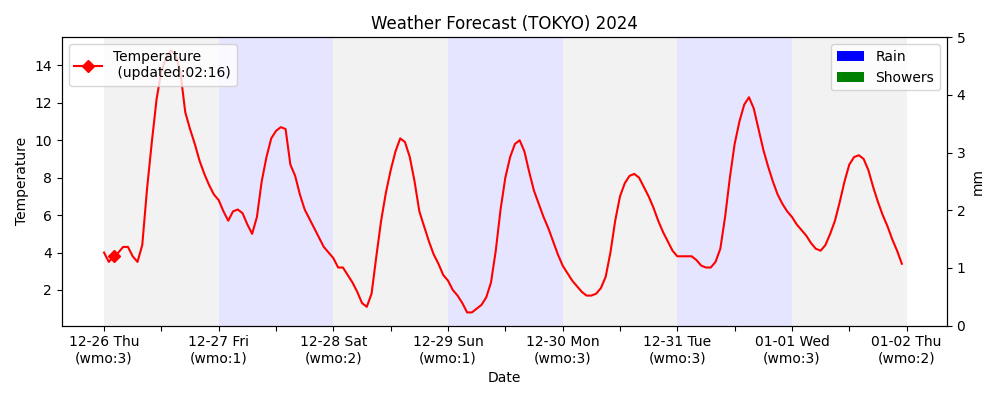 Weather Forecast (TOKYO) 2024
Temperature
(updated:02:16)
Rain
Showers
14
12
10
8
6
4
2
Temperature
5
4
3
2
1
0
mm
12-26 Thu 12-27 Fri 12-28 Sat 12-29 Sun 12-30 Mon 12-31 Tue 01-01 Wed 01-02 Thu
(wmo:3) (wmo:1) (wmo:2) (wmo:1) (wmo:3) (wmo:3) (wmo:3) (wmo:2)
Date